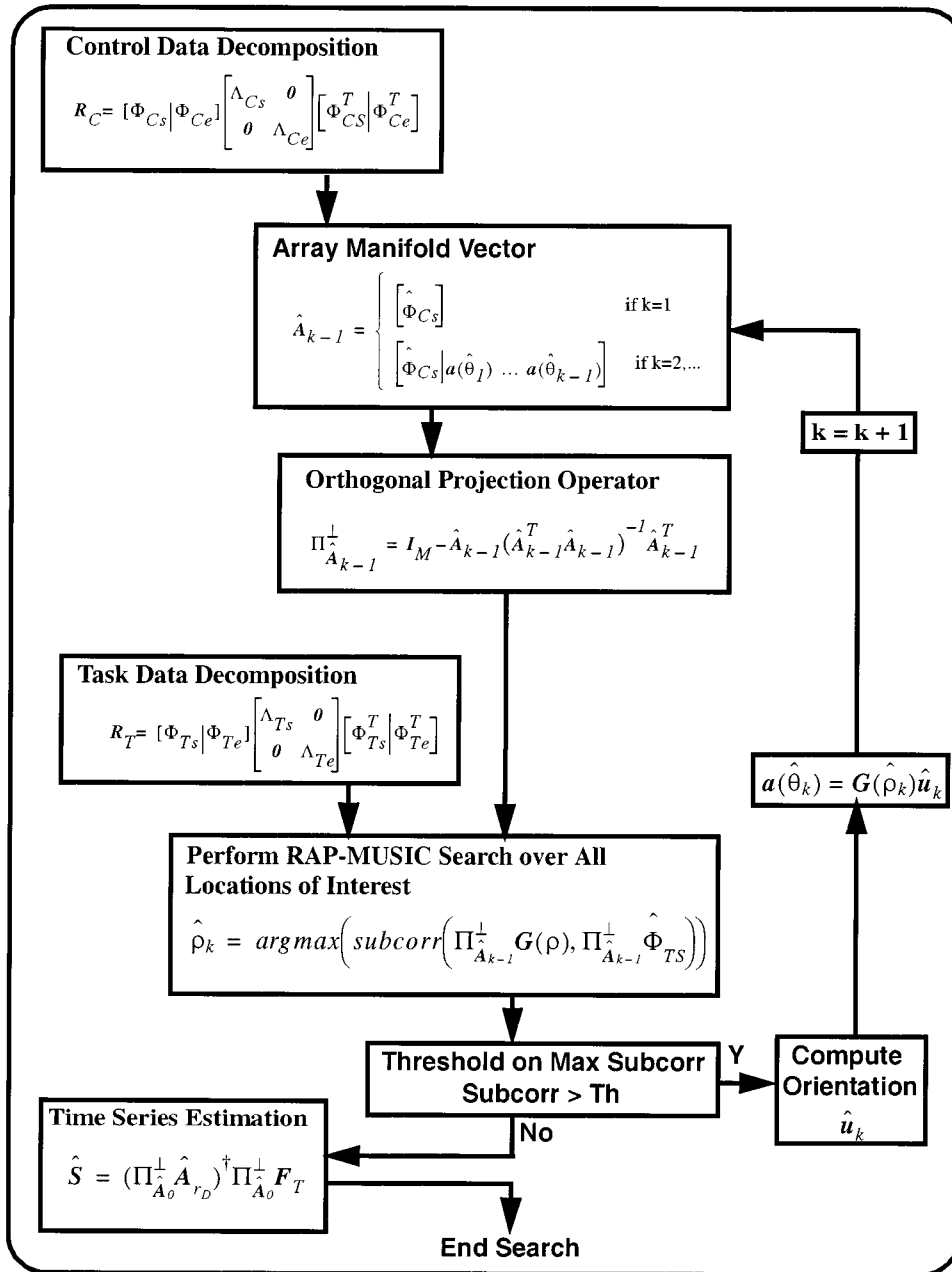 Control Data Decomposition
R_C = [Φ_Cs|Φ_Ce] [Λ_Cs 0; 0 Λ_Ce] [Φ^T_CS|Φ^T_Ce]
Array Manifold Vector
Â_{k-1} = { [Φ̂_Cs] if k=1
[Φ̂_Cs|a(θ̂_1) ... a(θ̂_{k-1})] if k=2,...
k = k + 1
Orthogonal Projection Operator
Π^⊥_{Â_{k-1}} = I_M - Â_{k-1}(Â^T_{k-1} Â_{k-1})^{-1} Â^T_{k-1}
Task Data Decomposition
R_T = [Φ_Ts|Φ_Te] [Λ_Ts 0; 0 Λ_Te] [Φ^T_Ts|Φ^T_Te]
a(θ̂_k) = G(ρ̂_k)û_k
Perform RAP-MUSIC Search over All
Locations of Interest
ρ̂_k = argmax(subcorr(Π^⊥_{Â_{k-1}} G(ρ), Π^⊥_{Â_{k-1}} Φ̂_TS))
Threshold on Max Subcorr
Subcorr > Th
Y
Compute
Orientation
û_k
No
Time Series Estimation
Ŝ = (Π^⊥_{Â_0} Â_{r_D})^† Π^⊥_{Â_0} F_T
End Search